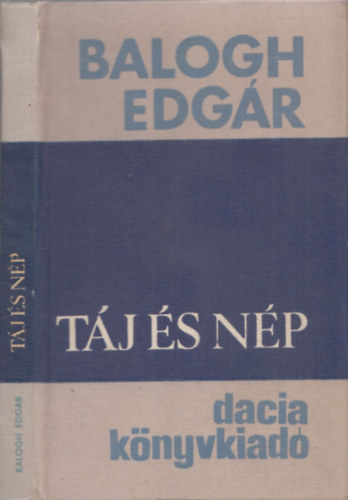 BALOGH
EDGÁR
TÁJ ÉS NÉP
dacia
könyvkiadó
TÁJ ÉS NÉP
BALOGH EDGÁR